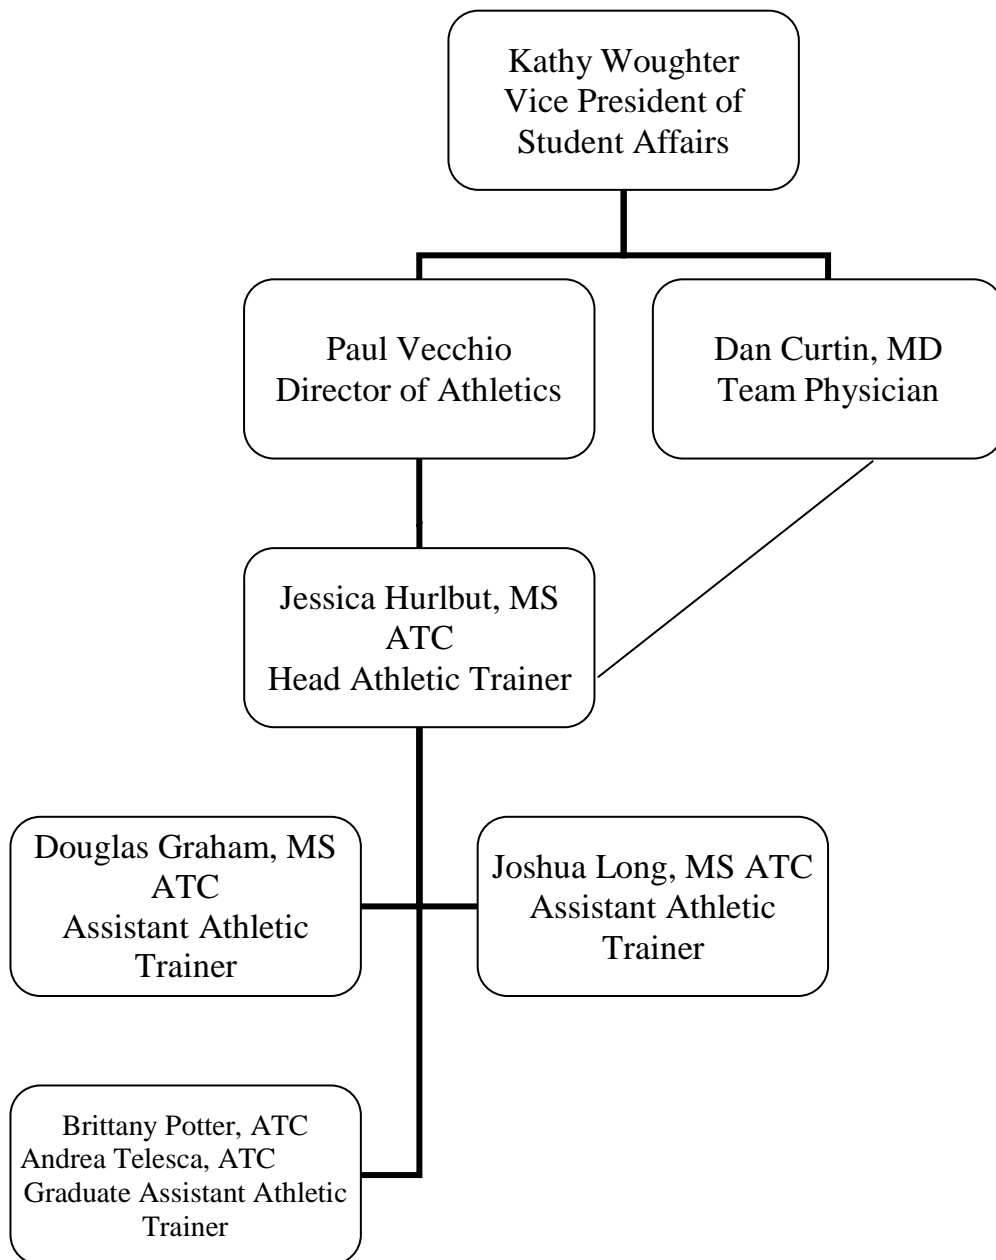 Kathy Woughter
Vice President of
Student Affairs
Paul Vecchio
Director of Athletics
Dan Curtin, MD
Team Physician
Jessica Hurlbut, MS
ATC
Head Athletic Trainer
Douglas Graham, MS
ATC
Assistant Athletic
Trainer
Joshua Long, MS ATC
Assistant Athletic
Trainer
Brittany Potter, ATC
Andrea Telesca, ATC
Graduate Assistant Athletic
Trainer